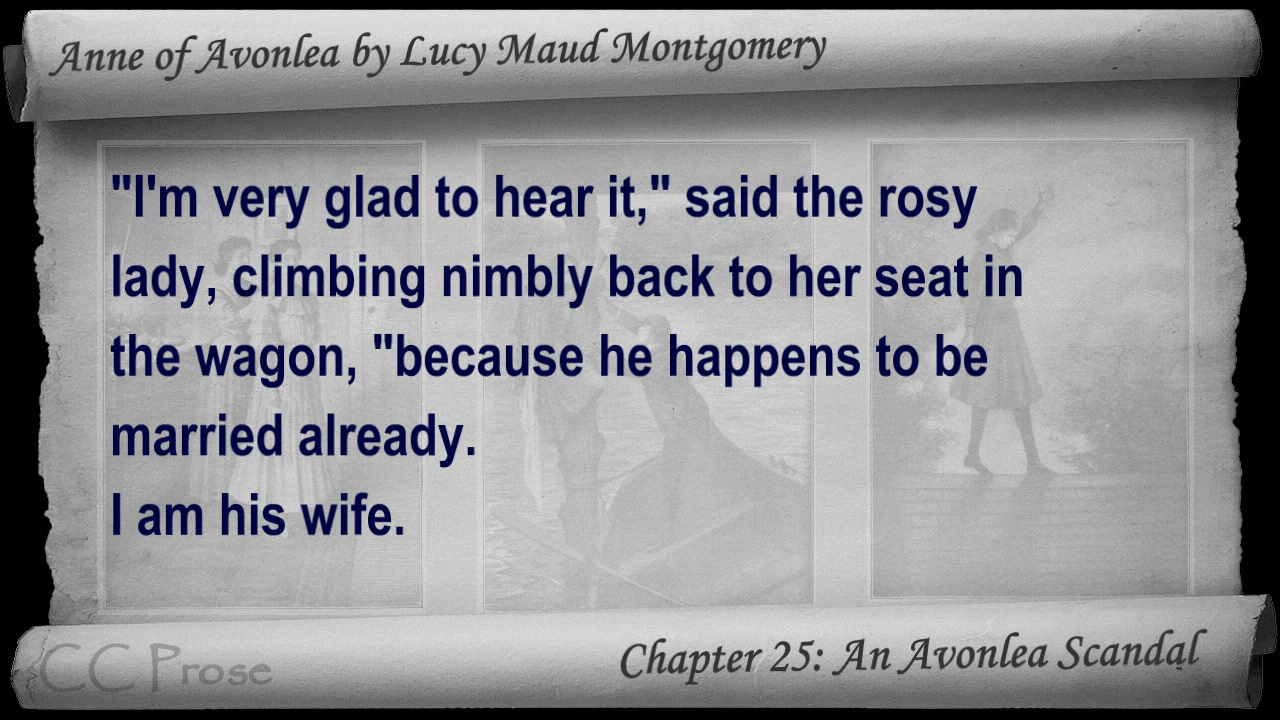 Anne of Avonlea by Lucy Maud Montgomery
"I'm very glad to hear it," said the rosy
lady, climbing nimbly back to her seat in
the wagon, "because he happens to be
married already.
I am his wife.
CC Prose
Chapter 25: An Avonlea Scandal